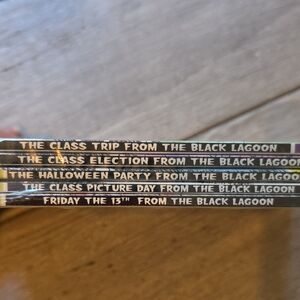 THE CLASS TRIP FROM THE BLACK LAGOON
THE CLASS ELECTION FROM THE BLACK LAGOON
THE HALLOWEEN PARTY FROM THE BLACK LAGOO
THE CLASS PICTURE DAY FROM THE BLACK LAGOON
FRIDAY THE 13TH FROM THE BLACK LAGOON